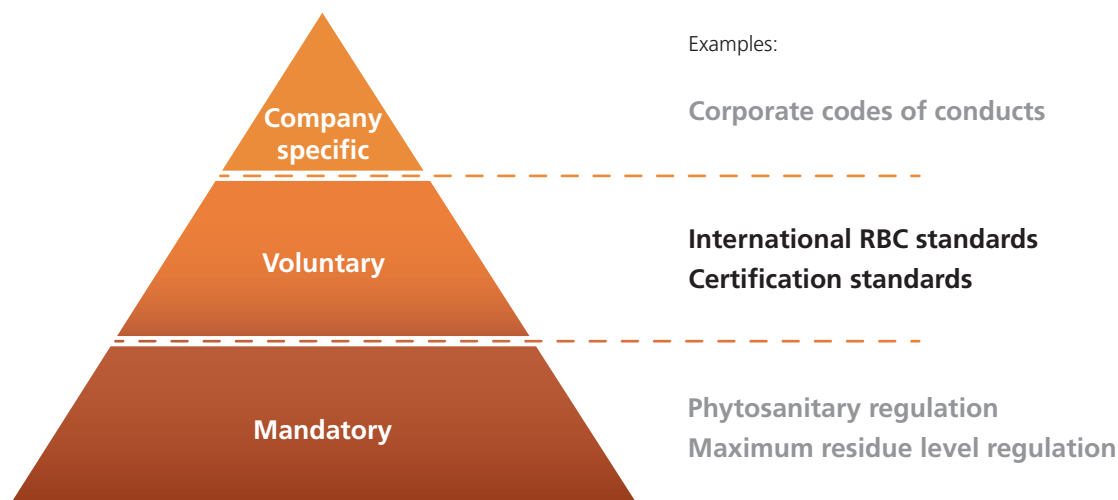 Examples:
Company
specific
Corporate codes of conducts
Voluntary
International RBC standards
Certification standards
Mandatory
Phytosanitary regulation
Maximum residue level regulation